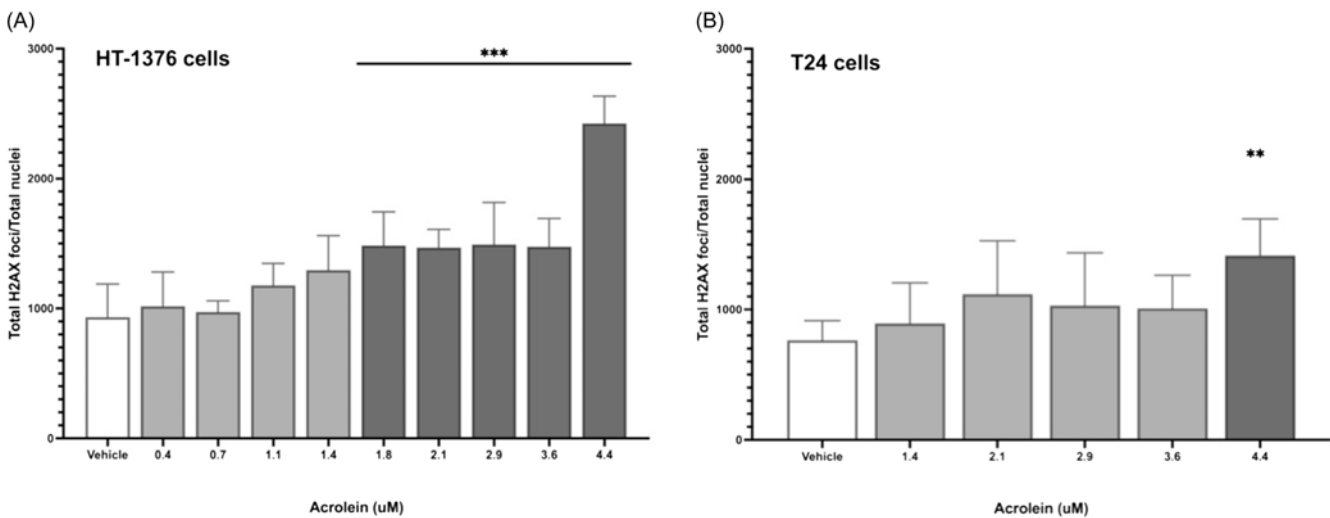 (A)
HT-1376 cells
***
Total H2AX foci/Total nuclei
3000
2000
1000
0
Vehicle 0.4 0.7 1.1 1.4 1.8 2.1 2.9 3.6 4.4
Acrolein (uM)
(B)
T24 cells
**
Total H2AX foci/Total nuclei
3000
2000
1000
0
Vehicle 1.4 2.1 2.9 3.6 4.4
Acrolein (uM)